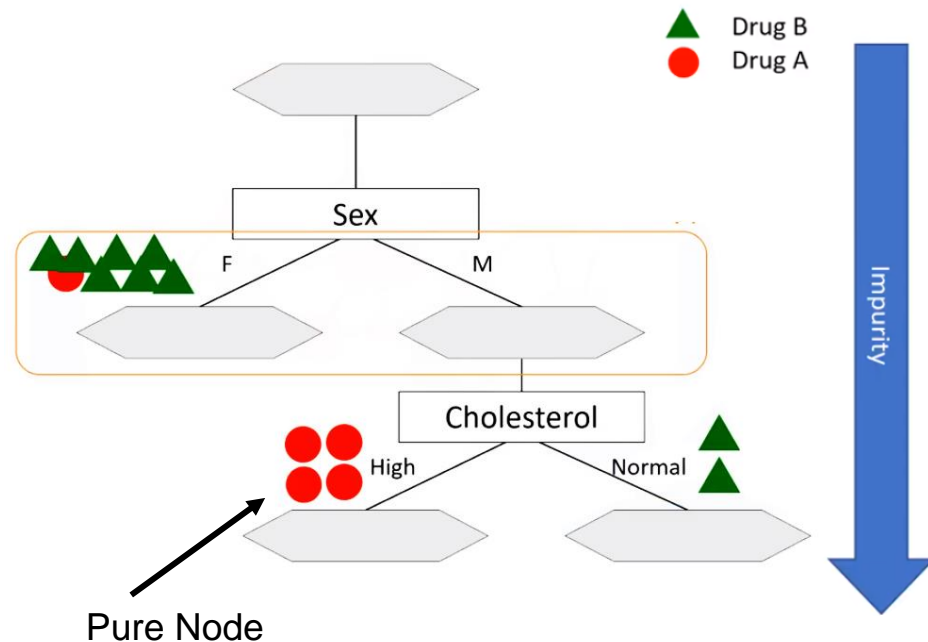 Drug B
Drug A
Sex
F
M
Impurity
Cholesterol
High
Normal
Pure Node